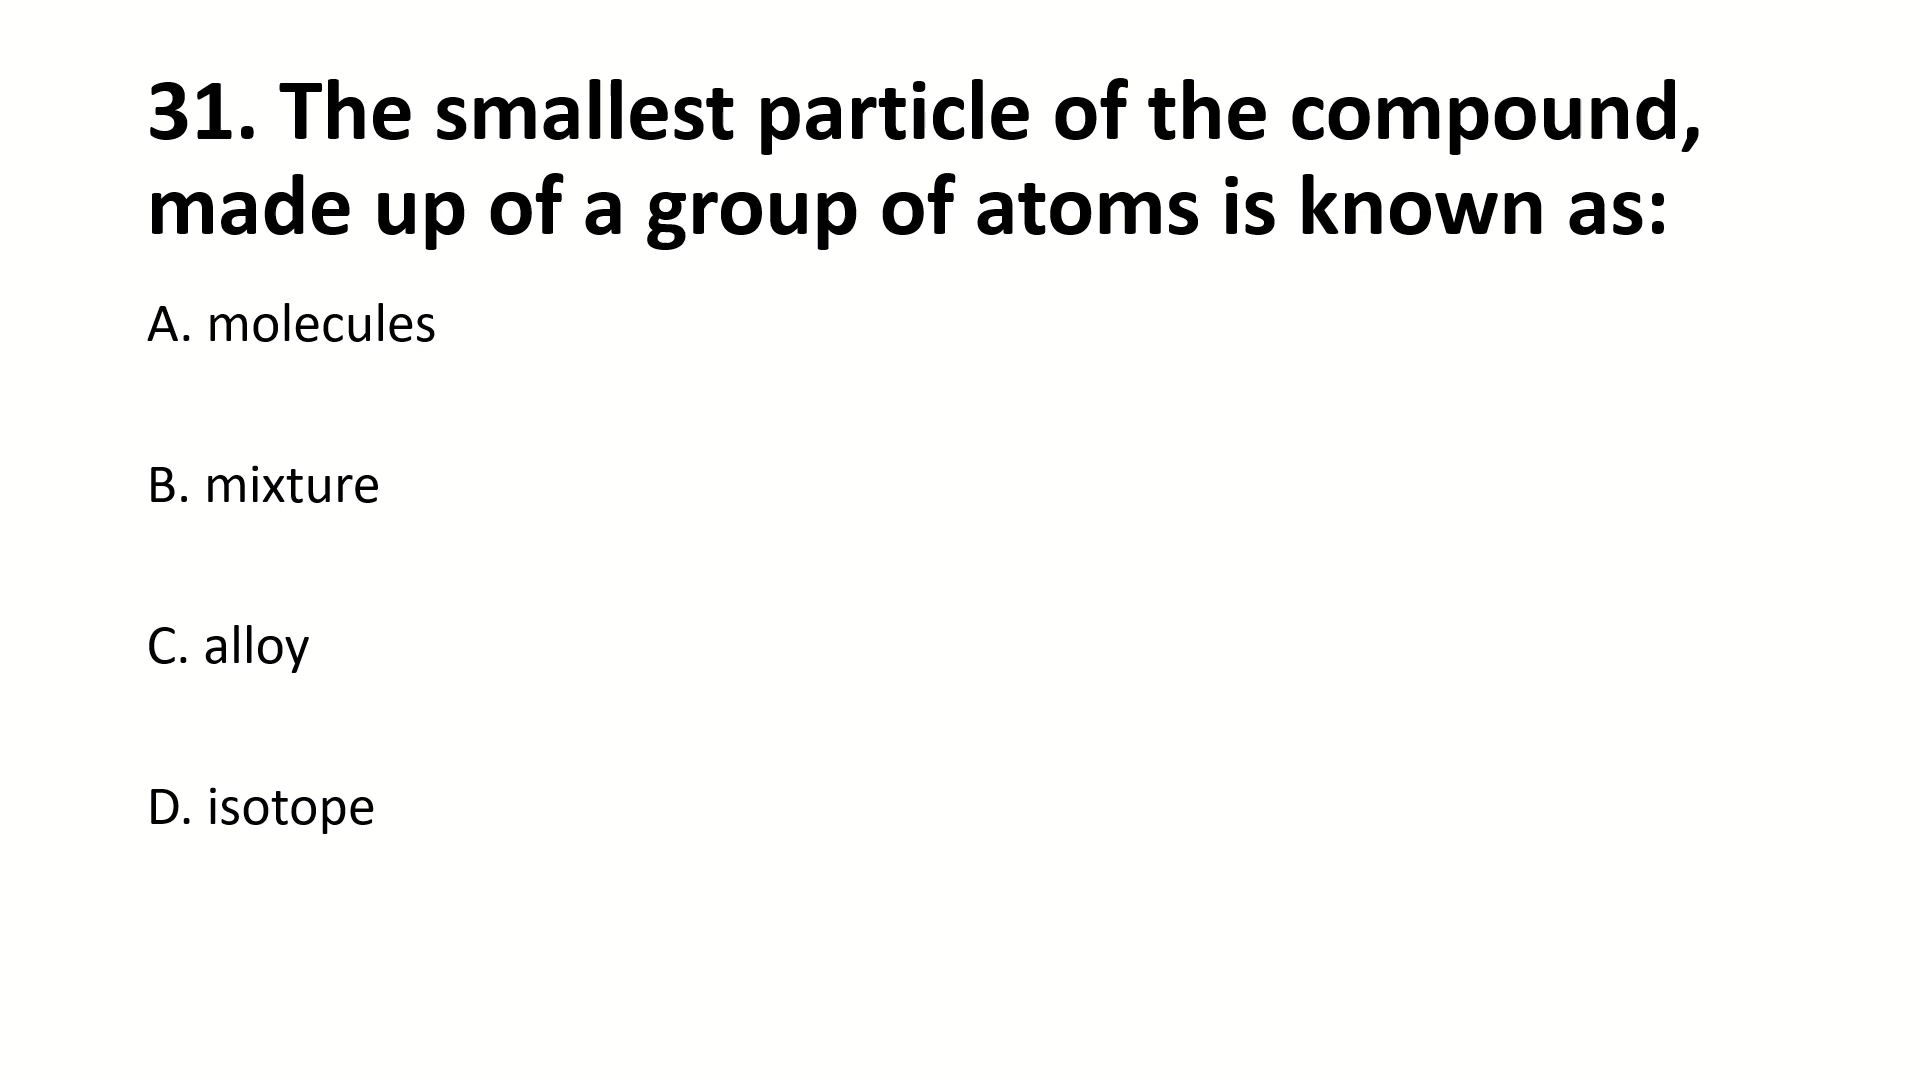 31. The smallest particle of the compound,
made up of a group of atoms is known as:
A. molecules
B. mixture
C. alloy
D. isotope